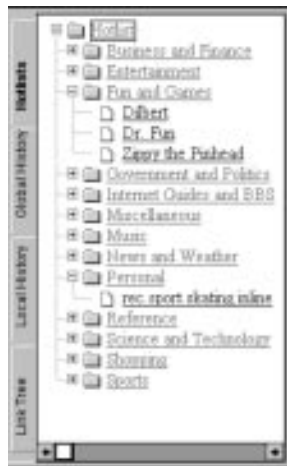 Hotlist
Business and Finance
Entertainment
Fun and Games
Dilbert
Dr. Fun
Zippy the Pinhead
Government and Politics
Internet Guides and BBS
Miscellaneous
Music
News and Weather
Personal
rec.sport.skating.inline
Reference
Science and Technology
Shopping
Sports
Hotlists
Global History
Local History
Link Tree